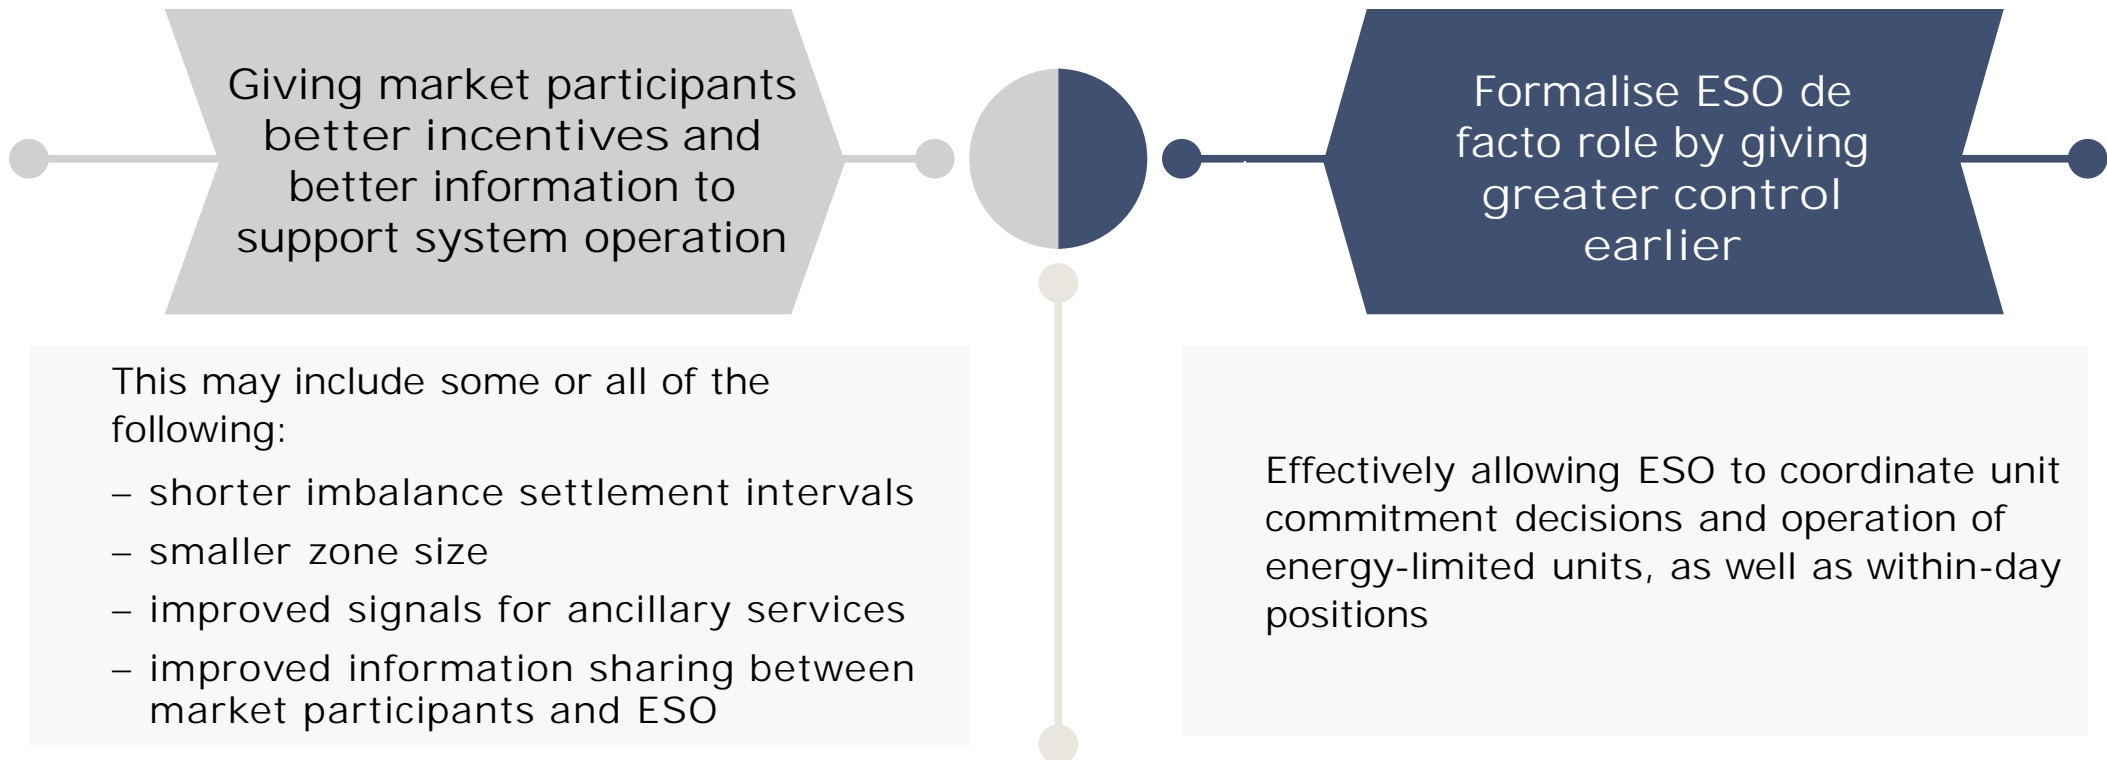 Giving market participants
better incentives and
better information to
support system operation
This may include some or all of the
following:
– shorter imbalance settlement intervals
– smaller zone size
– improved signals for ancillary services
– improved information sharing between
market participants and ESO
Formalise ESO de
facto role by giving
greater control
earlier
Effectively allowing ESO to coordinate unit
commitment decisions and operation of
energy-limited units, as well as within-day
positions